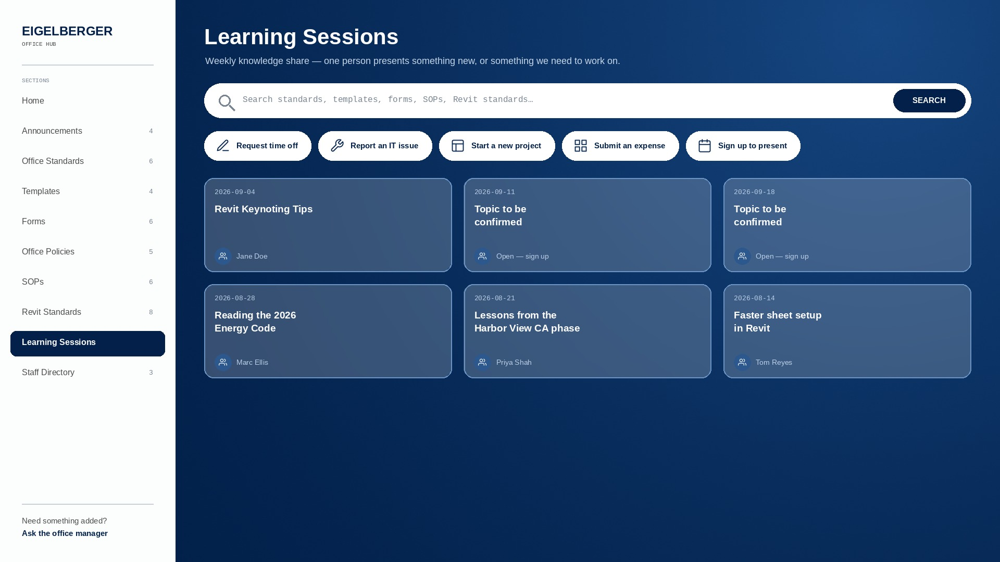 EIGELBERGER
OFFICE HUB
SECTIONS
Home
Announcements 4
Office Standards 6
Templates 4
Forms 6
Office Policies 5
SOPs 6
Revit Standards 8
Learning Sessions
Staff Directory 3
Need something added?
Ask the office manager
Learning Sessions
Weekly knowledge share — one person presents something new, or something we need to work on.
Search standards, templates, forms, SOPs, Revit standards…
SEARCH
Request time off
Report an IT issue
Start a new project
Submit an expense
Sign up to present
2026-09-04
Revit Keynoting Tips
Jane Doe
2026-09-11
Topic to be
confirmed
Open — sign up
2026-09-18
Topic to be
confirmed
Open — sign up
2026-08-28
Reading the 2026
Energy Code
Marc Ellis
2026-08-21
Lessons from the
Harbor View CA phase
Priya Shah
2026-08-14
Faster sheet setup
in Revit
Tom Reyes